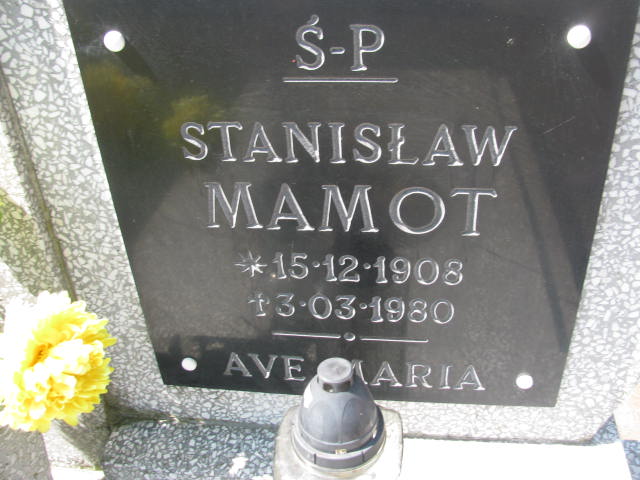 Ś-P
STANISŁAW
MAMOT
*15·12·1908
†3·03·1980
AVE MARIA